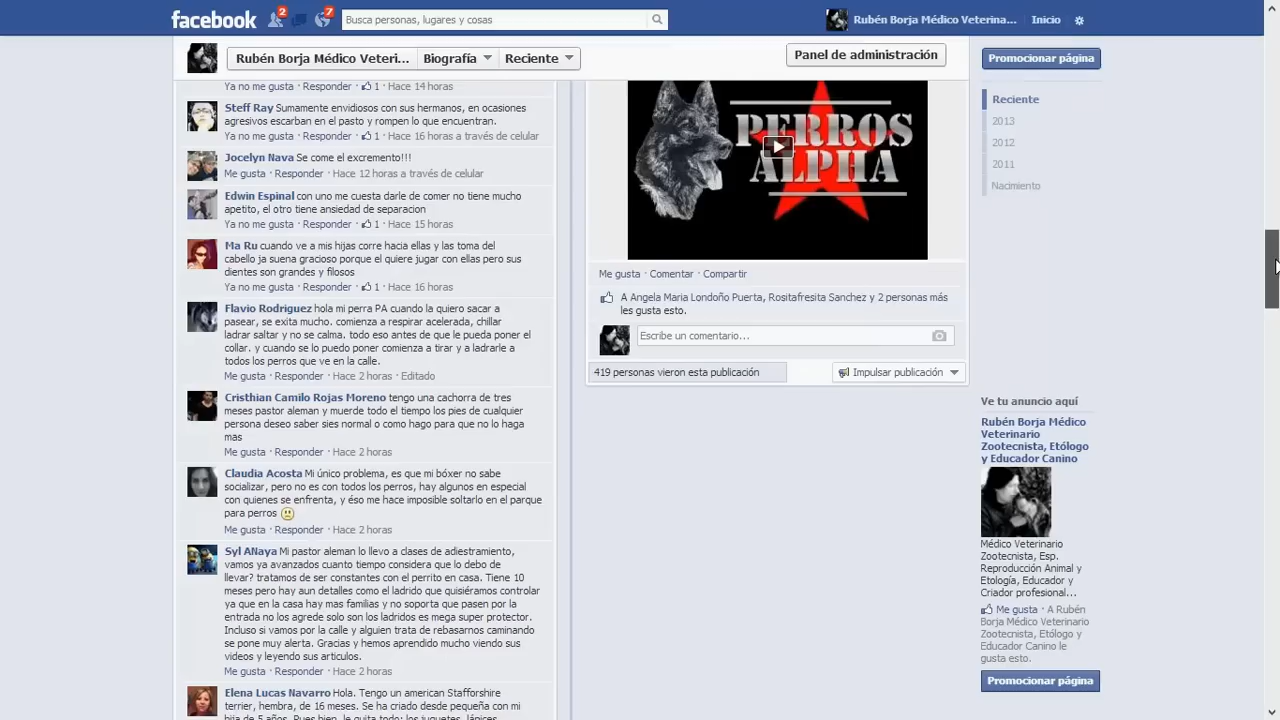 facebook
2
7
Busca personas, lugares y cosas
Rubén Borja Médico Veterina...
Inicio
Rubén Borja Médico Veteri...
Biografía
Reciente
Panel de administración
Ya no me gusta · Responder · 1 · Hace 14 horas
Steff Ray Sumamente envidiosos con sus hermanos, en ocasiones
agresivos escarban en el pasto y rompen lo que encuentran.
Ya no me gusta · Responder · 1 · Hace 16 horas a través de celular
Jocelyn Nava Se come el excremento!!!
Me gusta · Responder · Hace 12 horas a través de celular
Edwin Espinal con uno me cuesta darle de comer no tiene mucho
apetito, el otro tiene ansiedad de separacion
Ya no me gusta · Responder · 1 · Hace 15 horas
Ma Ru cuando ve a mis hijas corre hacia ellas y las toma del
cabello ja suena gracioso porque el quiere jugar con ellas pero sus
dientes son grandes y filosos
Ya no me gusta · Responder · 1 · Hace 16 horas
Flavio Rodriguez hola mi perra PA cuando la quiero sacar a
pasear, se exita mucho. comienza a respirar acelerada, chillar
ladrar saltar y no se calma. todo eso antes de que le pueda poner el
collar. y cuando se lo puedo poner comienza a tirar y a ladrarle a
todos los perros que ve en la calle.
Me gusta · Responder · Hace 2 horas · Editado
Cristhian Camilo Rojas Moreno tengo una cachorra de tres
meses pastor aleman y muerde todo el tiempo los pies de cualquier
persona deseo saber sies normal o como hago para que no lo haga
mas
Me gusta · Responder · Hace 2 horas
Claudia Acosta Mi único problema, es que mi bóxer no sabe
socializar, pero no es con todos los perros, hay algunos en especial
con quienes se enfrenta, y éso me hace imposible soltarlo en el parque
para perros
Me gusta · Responder · Hace 2 horas
Syl ANaya Mi pastor aleman lo llevo a clases de adiestramiento,
vamos ya avanzados cuanto tiempo considera que lo debo de
llevar? tratamos de ser constantes con el perrito en casa. Tiene 10
meses pero hay aun detalles como el ladrido que quisiéramos controlar
ya que en la casa hay mas familias y no soporta que pasen por la
entrada no los agrede solo son los ladridos es mega super protector.
Incluso si vamos por la calle y alguien trata de rebasarnos caminando
se pone muy alerta. Gracias y hemos aprendido mucho viendo sus
videos y leyendo sus articulos.
Me gusta · Responder · Hace 2 horas
Elena Lucas Navarro Hola. Tengo un american Stafforshire
terrier, hembra, de 16 meses. Se ha criado desde pequeña con mi
hija de 5 años. Pues bien, le quita todo: los juguetes, lápices,
PERROS
ALPHA
Me gusta · Comentar · Compartir
A Angela Maria Londoño Puerta, Rositafresita Sanchez y 2 personas más
les gusta esto.
Escribe un comentario...
419 personas vieron esta publicación
Impulsar publicación
Promocionar página
Reciente
2013
2012
2011
Nacimiento
Ve tu anuncio aquí
Rubén Borja Médico
Veterinario
Zootecnista, Etólogo
y Educador Canino
Médico Veterinario
Zootecnista, Esp.
Reproducción Animal y
Etología, Educador y
Criador profesional...
Me gusta · A Rubén
Borja Médico Veterinario
Zootecnista, Etólogo y
Educador Canino le
gusta esto.
Promocionar página